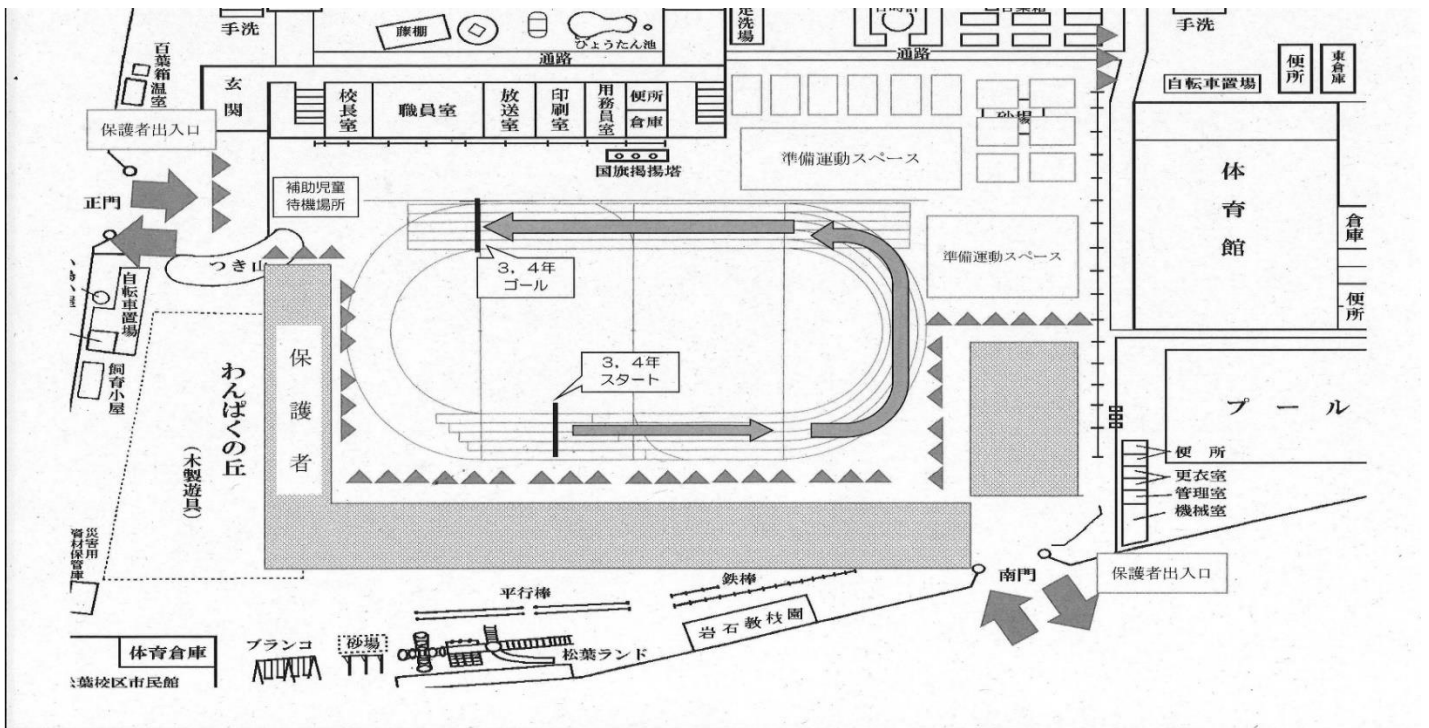 手洗
藤棚
ひょうたん池
通路
通路
手洗
百葉箱
温室
玄関
校長室
職員室
放送室
印刷室
用務員室
便所
倉庫
砂場
自転車置場
便所
東倉庫
保護者出入口
準備運動スペース
国旗掲揚塔
体育館
正門
補助児童
待機場所
倉庫
つき山
3，4年
ゴール
準備運動スペース
便所
自転車置場
飼育小屋
わんぱくの丘
（木製遊具）
保護者
3，4年
スタート
プール
便所
更衣室
管理室
機械室
災害用
資材保管庫
南門
保護者出入口
鉄棒
平行棒
岩石教材園
体育倉庫
ブランコ
砂場
松葉ランド
松葉校区市民館